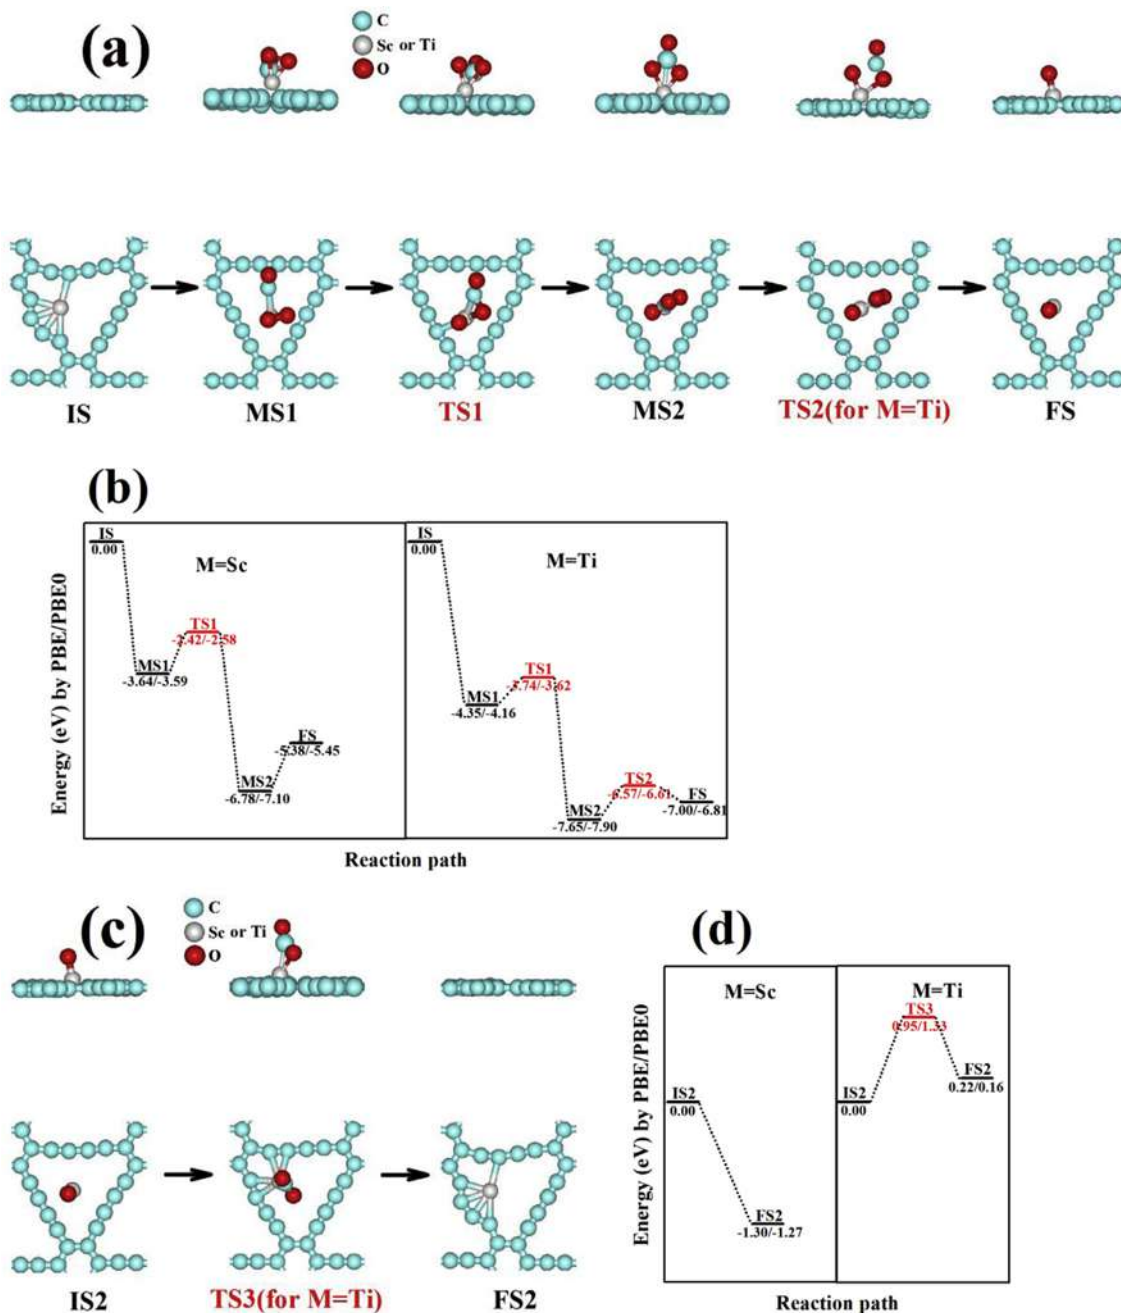 (a)
C
Sc or Ti
O
IS
MS1
TS1
MS2
TS2(for M=Ti)
FS
(b)
Energy (eV) by PBE/PBE0
M=Sc
IS
0.00
TS1
-2.42/-2.58
MS1
-3.64/-3.59
FS
-5.38/-5.45
MS2
-6.78/-7.10
M=Ti
IS
0.00
TS1
-3.74/-3.62
MS1
-4.35/-4.16
TS2
-6.57/-6.61
FS
-7.00/-6.81
MS2
-7.65/-7.90
Reaction path
(c)
C
Sc or Ti
O
IS2
TS3(for M=Ti)
FS2
(d)
Energy (eV) by PBE/PBE0
M=Sc
IS2
0.00
FS2
-1.30/-1.27
M=Ti
TS3
0.95/1.33
IS2
0.00
FS2
0.22/0.16
Reaction path